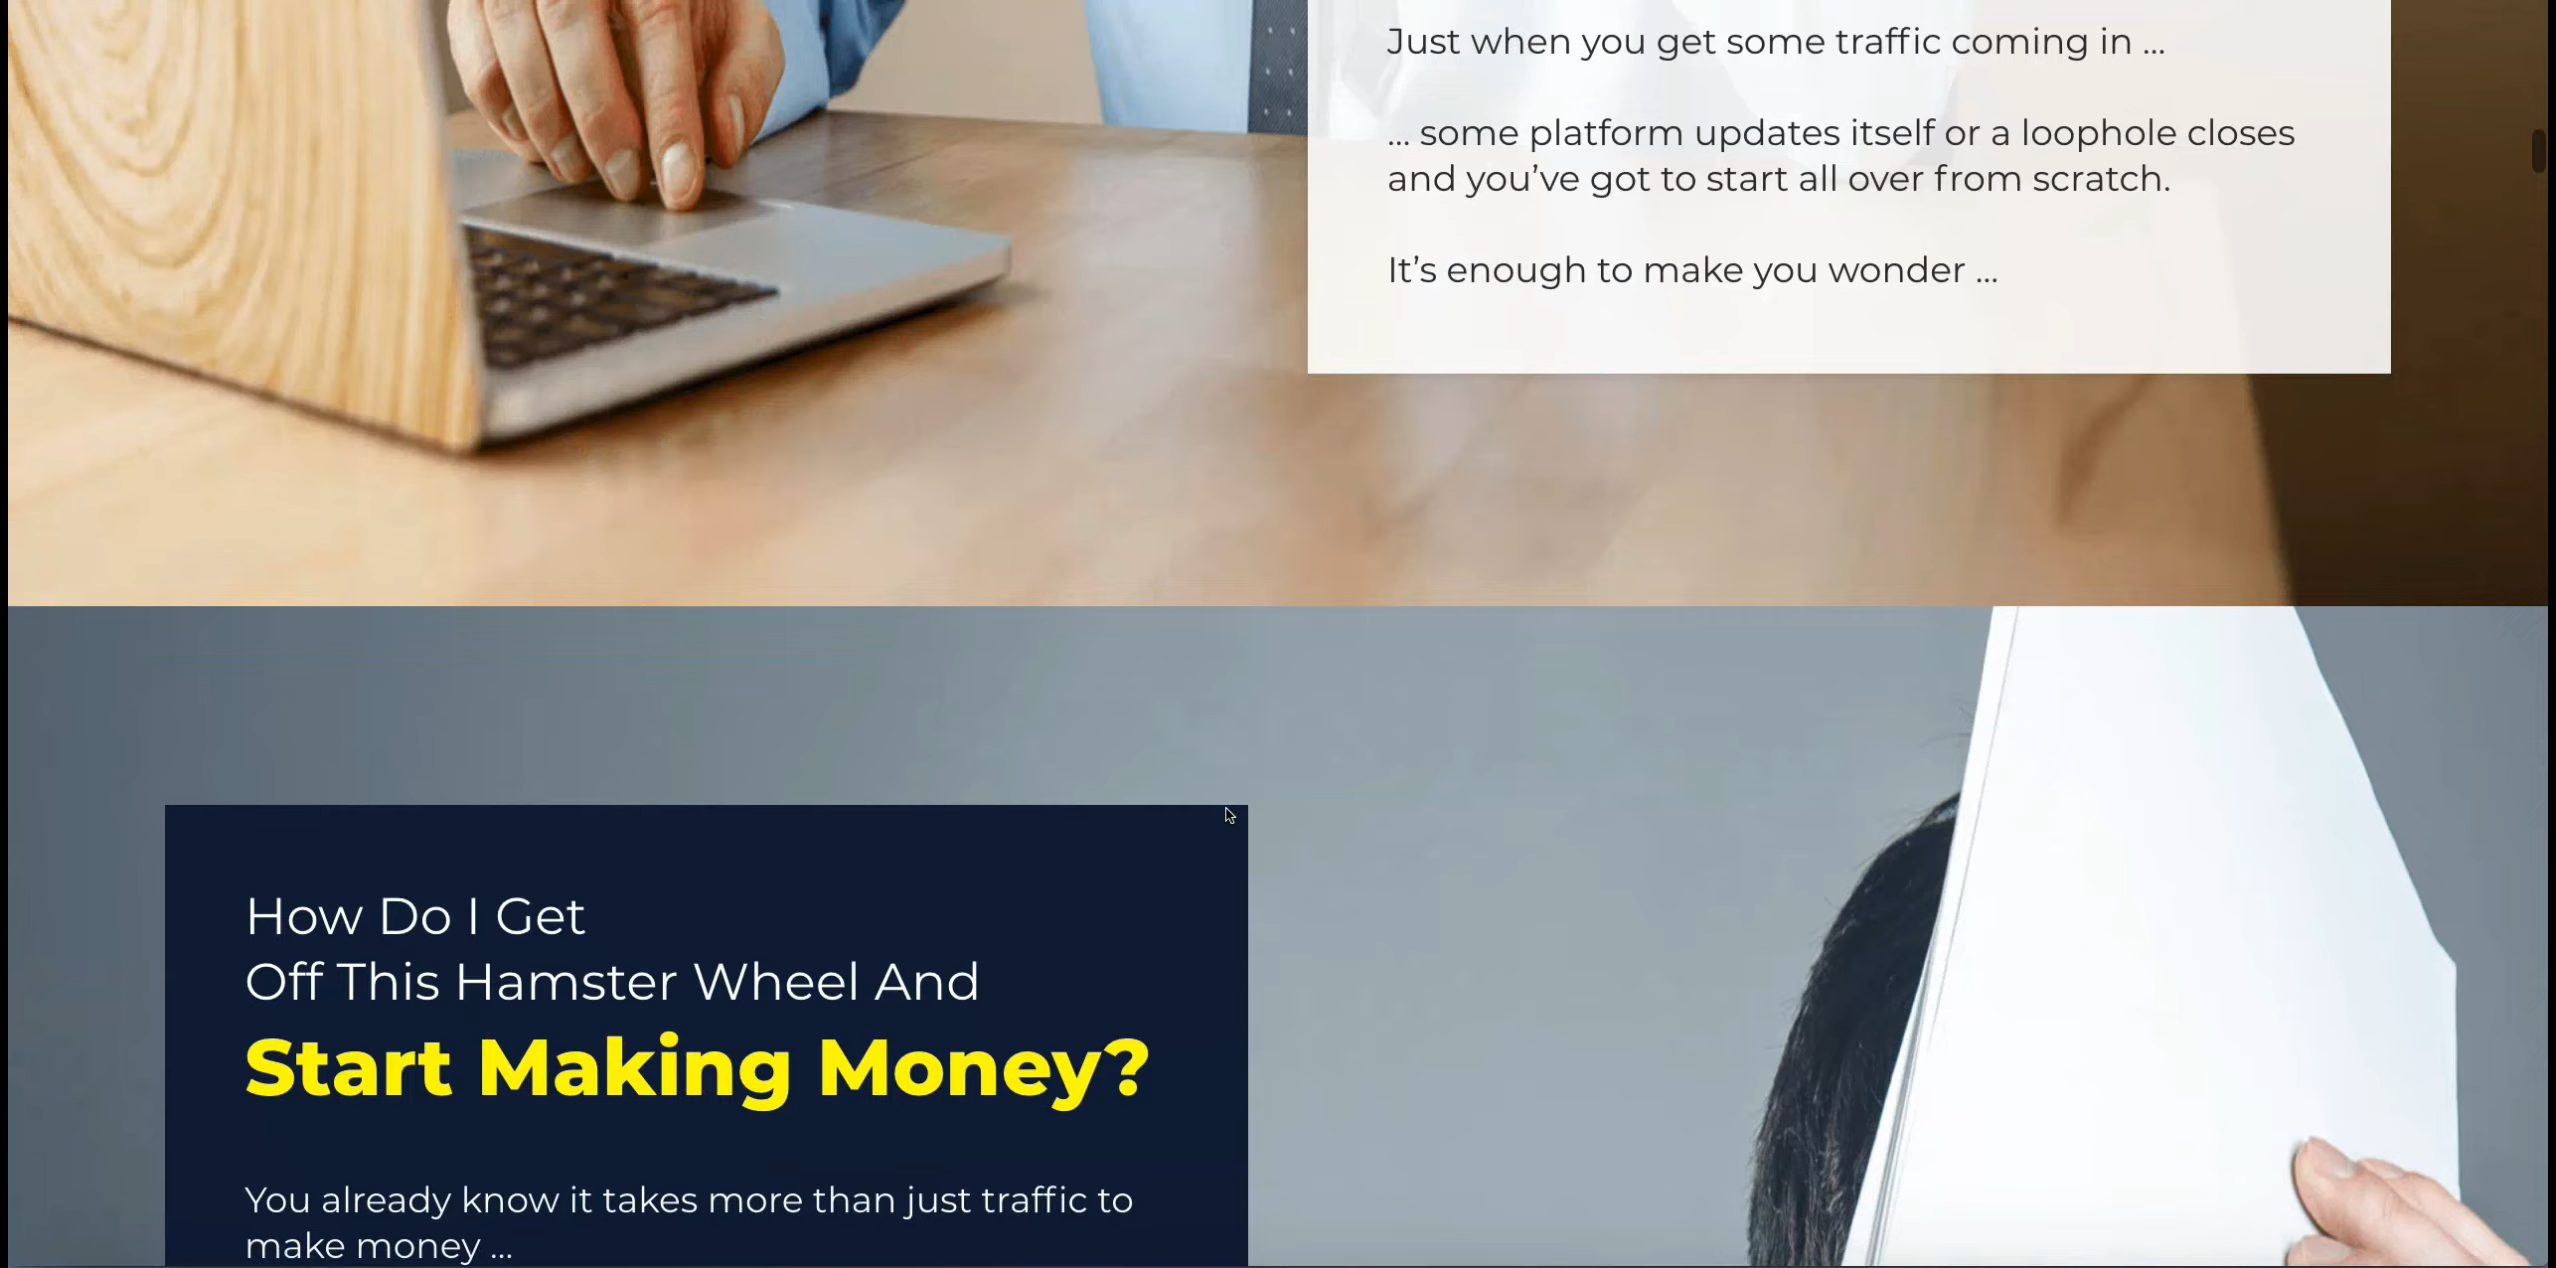 Just when you get some traffic coming in ...
... some platform updates itself or a loophole closes
and you’ve got to start all over from scratch.
It’s enough to make you wonder ...
How Do I Get
Off This Hamster Wheel And
Start Making Money?
You already know it takes more than just traffic to
make money ...